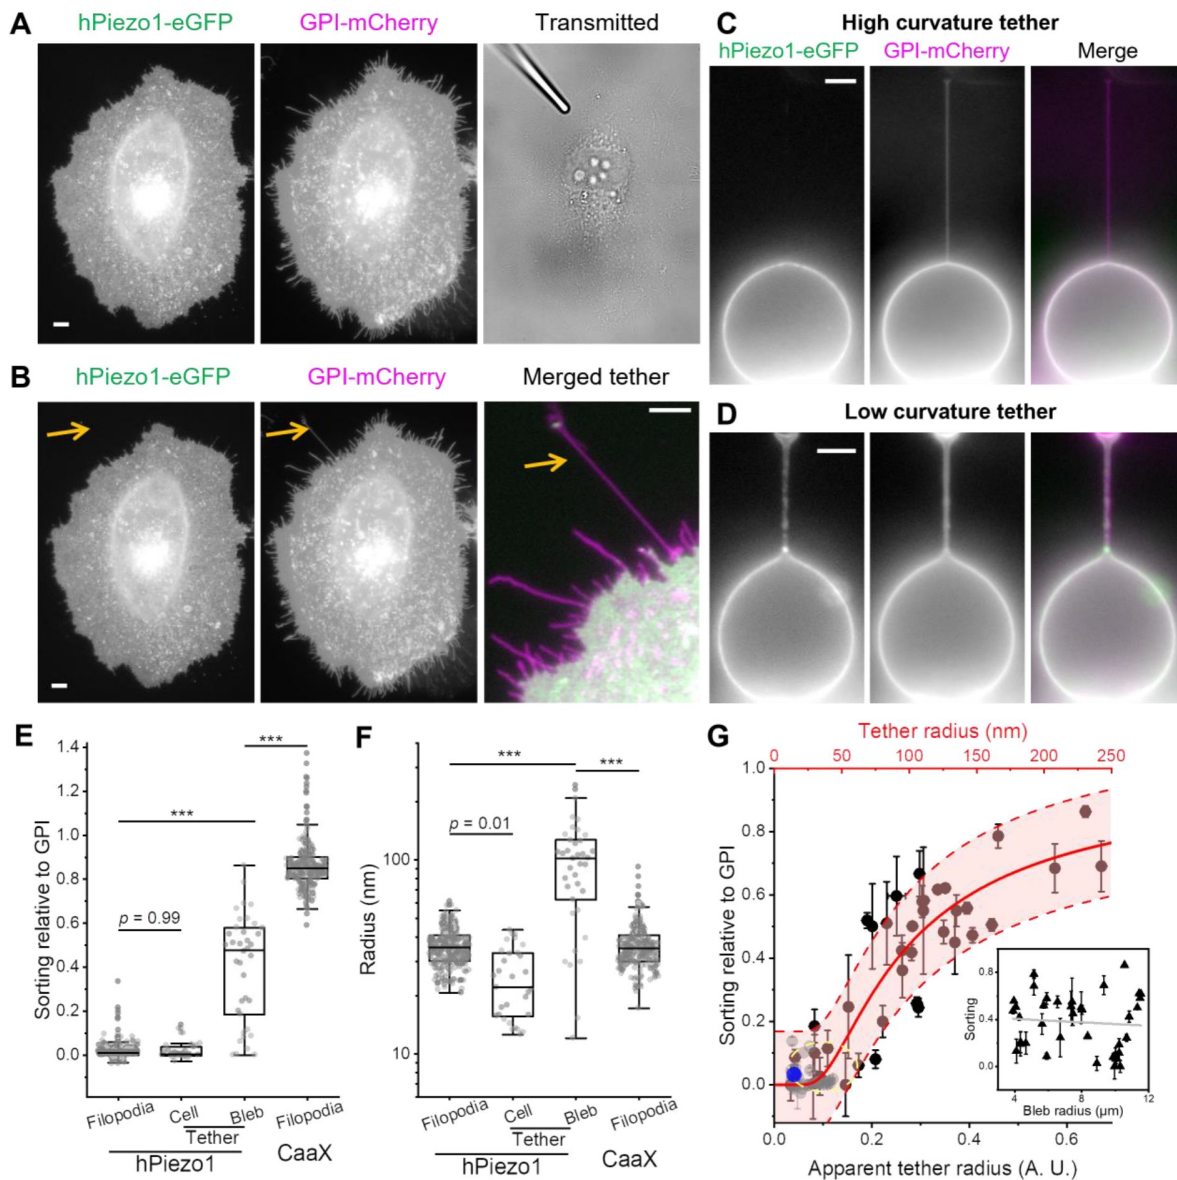 A hPiezo1-eGFP GPI-mCherry Transmitted
B hPiezo1-eGFP GPI-mCherry Merged tether
C High curvature tether
hPiezo1-eGFP GPI-mCherry Merge
D Low curvature tether
E
Sorting relative to GPI
1.4
1.2
1.0
0.8
0.6
0.4
0.2
0.0
***
***
p = 0.99
Filopodia Cell Bleb Filopodia
Tether
hPiezo1 CaaX
F
Radius (nm)
100
10
***
***
p = 0.01
Filopodia Cell Bleb Filopodia
Tether
hPiezo1 CaaX
G
Tether radius (nm)
0 50 100 150 200 250
Sorting relative to GPI
1.0
0.8
0.6
0.4
0.2
0.0
0.0 0.2 0.4 0.6
Apparent tether radius (A. U.)
Sorting
0.8
0.4
0.0
4 8 12
Bleb radius (µm)